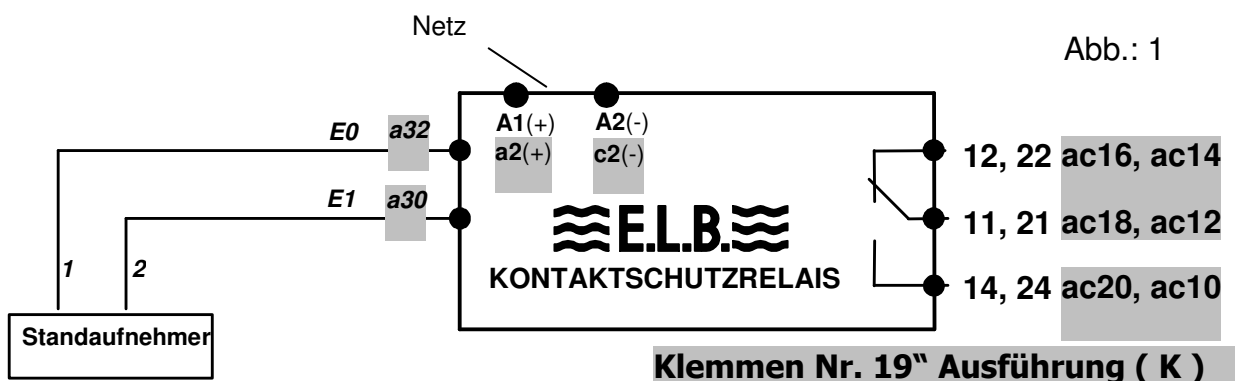 Netz
Abb.: 1
A1(+) A2(-)
E0 a32 a2(+) c2(-)
12, 22 ac16, ac14
E1 a30
E.L.B.
11, 21 ac18, ac12
KONTAKTSCHUTZRELAIS
1 2
14, 24 ac20, ac10
Standaufnehmer
Klemmen Nr. 19“ Ausführung ( K )